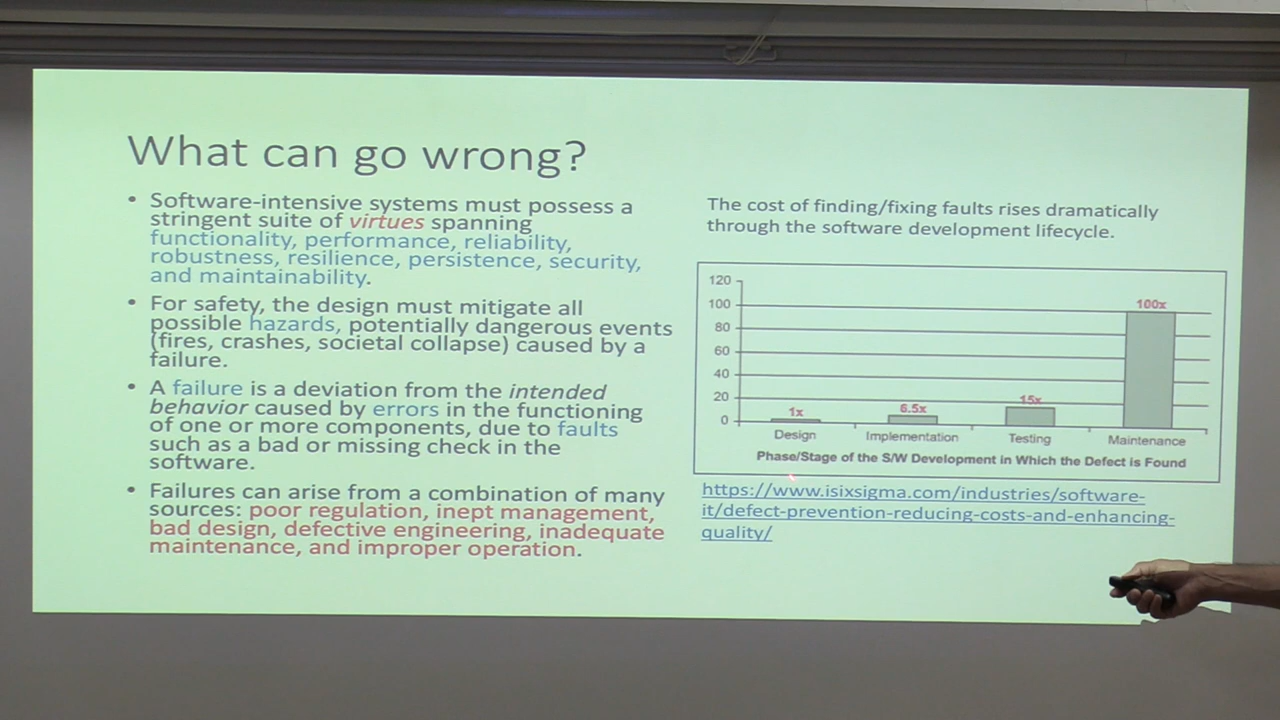 What can go wrong?
• Software-intensive systems must possess a
stringent suite of virtues spanning
functionality, performance, reliability,
robustness, resilience, persistence, security,
and maintainability.
• For safety, the design must mitigate all
possible hazards, potentially dangerous events
(fires, crashes, societal collapse) caused by a
failure.
• A failure is a deviation from the intended
behavior caused by errors in the functioning
of one or more components, due to faults
such as a bad or missing check in the
software.
• Failures can arise from a combination of many
sources: poor regulation, inept management,
bad design, defective engineering, inadequate
maintenance, and improper operation.
The cost of finding/fixing faults rises dramatically
through the software development lifecycle.
120
100
80
60
40
20
0
1x
6.5x
15x
100x
Design
Implementation
Testing
Maintenance
Phase/Stage of the S/W Development in Which the Defect is Found
https://www.isixsigma.com/industries/software-
it/defect-prevention-reducing-costs-and-enhancing-
quality/